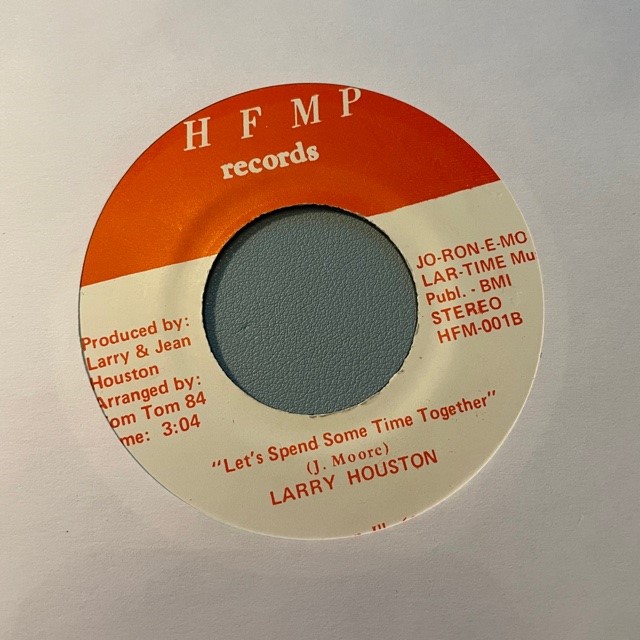 H F M P
records
JO-RON-E-MO
LAR-TIME Mu
Publ. - BMI
STEREO
HFM-001B
Produced by:
Larry & Jean
Houston
Arranged by:
om Tom 84
me: 3:04
"Let's Spend Some Time Together"
(J. Moore)
LARRY HOUSTON